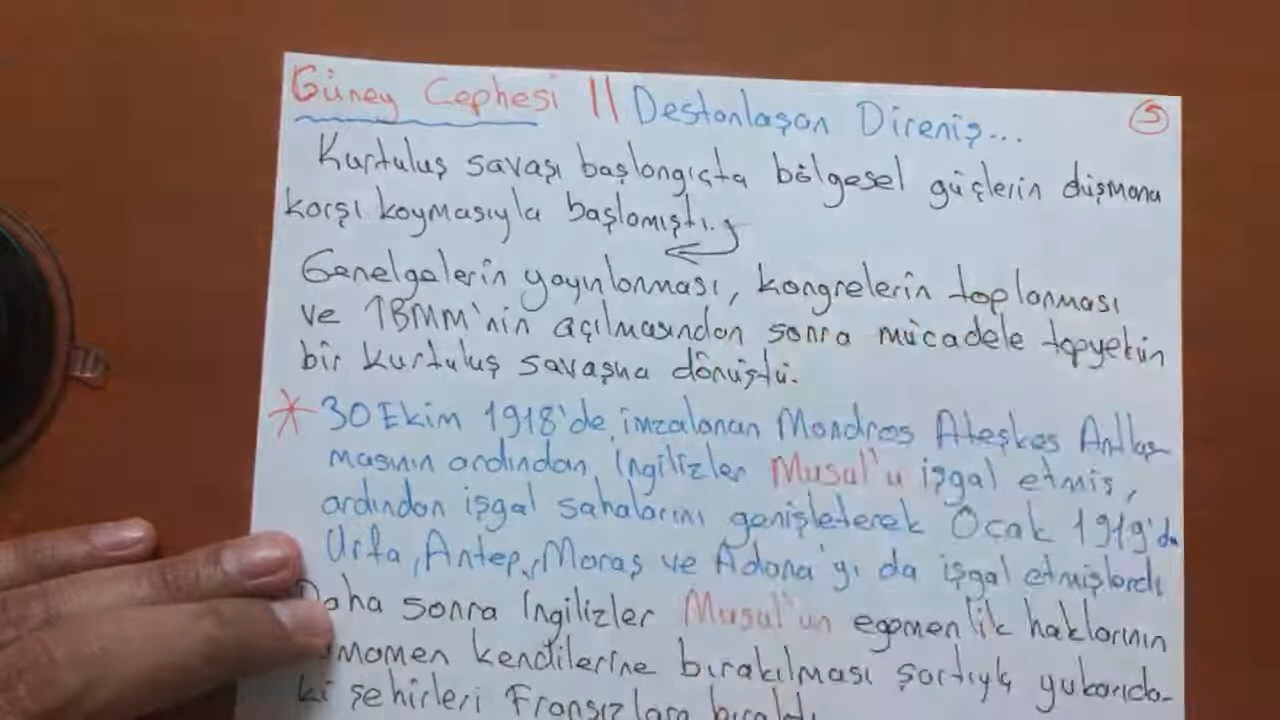 Güney Cephesi || Destanlaşan Direniş... 5
Kurtuluş savaşı başlangıçta bölgesel güçlerin düşmana
karşı koymasıyla başlamıştı.
Genelgelerin yayınlanması, kongrelerin toplanması
ve TBMM'nin açılmasından sonra mücadele topyekün
bir kurtuluş savaşına dönüştü.
* 30 Ekim 1918'de imzalanan Mondros Ateşkes Antlaş-
masının ardından, İngilizler Musul'u işgal etmiş,
ardından işgal sahalarını genişleterek Ocak 1919'da
Urfa, Antep, Maraş ve Adana'yı da işgal etmişlerdi
Daha sonra İngilizler Musul'un egemenlik haklarının
kendilerine bırakılması şartıyla yukarıda-
ki şehirleri Fransızlara bıraktı